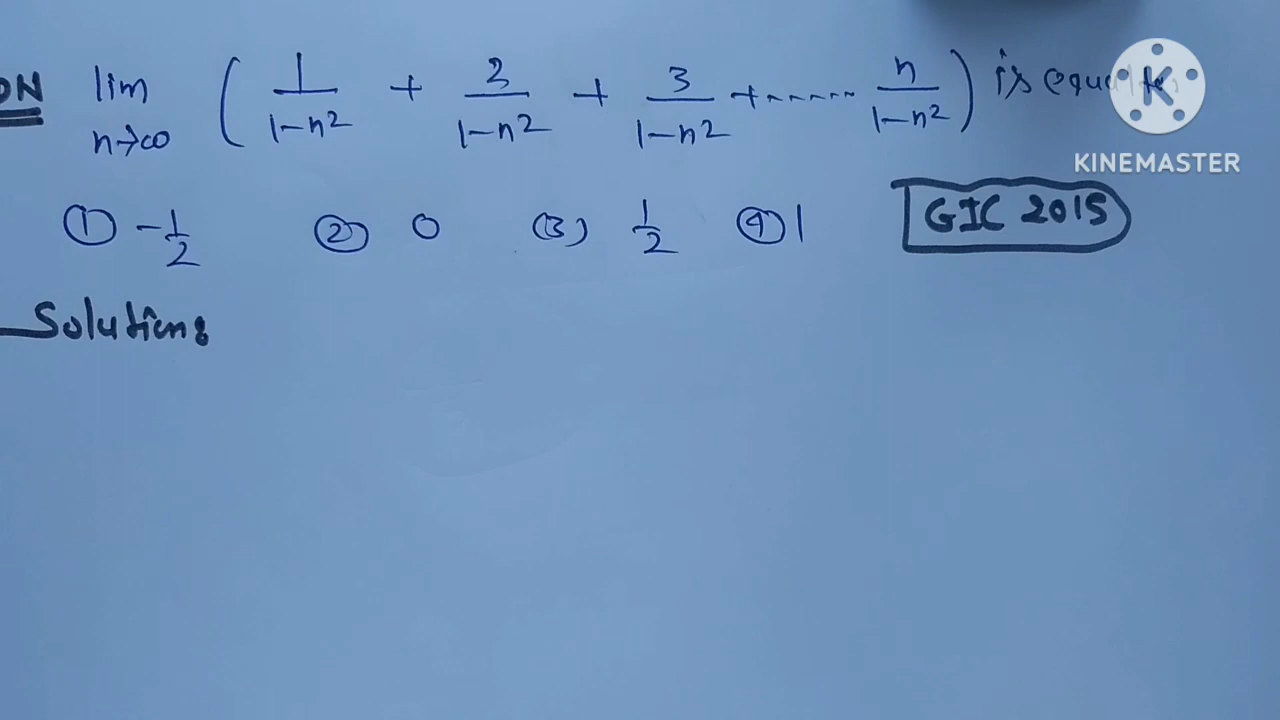 ON lim n→∞ ( 1/(1-n²) + 2/(1-n²) + 3/(1-n²) + ------ n/(1-n²) ) is equal to
① -1/2 ② 0 (3) 1/2 ④ 1 GIC 2015
Solution:
KINEMASTER